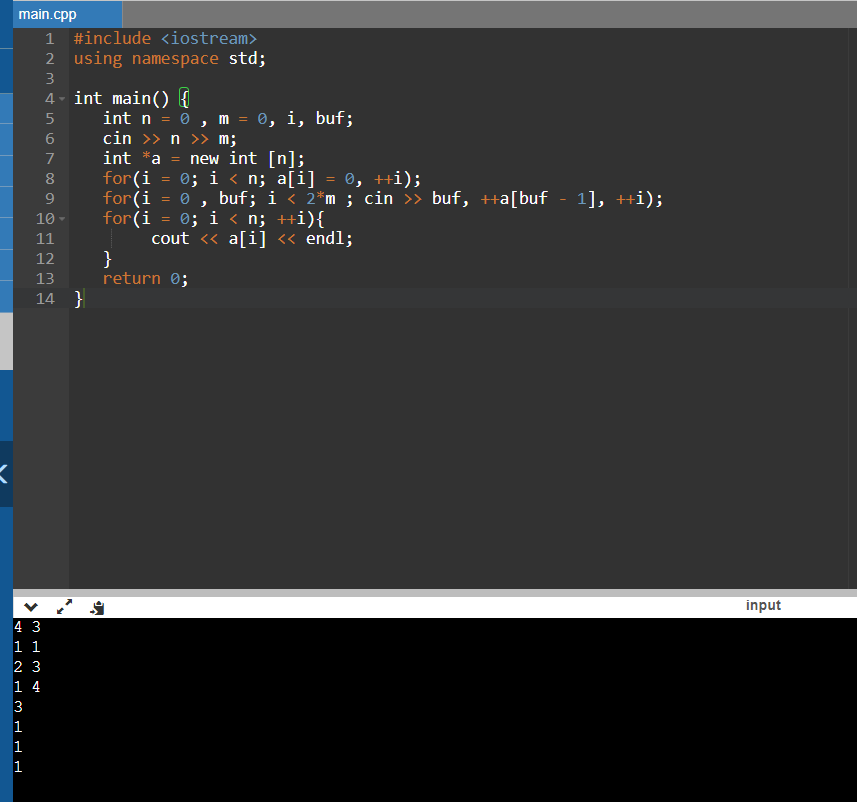 main.cpp
1 #include <iostream>
2 using namespace std;
3
4 int main() {
5 int n = 0 , m = 0, i, buf;
6 cin >> n >> m;
7 int *a = new int [n];
8 for(i = 0; i < n; a[i] = 0, ++i);
9 for(i = 0 , buf; i < 2*m ; cin >> buf, ++a[buf - 1], ++i);
10 for(i = 0; i < n; ++i){
11 cout << a[i] << endl;
12 }
13 return 0;
14 }
input
4 3
1 1
2 3
1 4
3
1
1
1